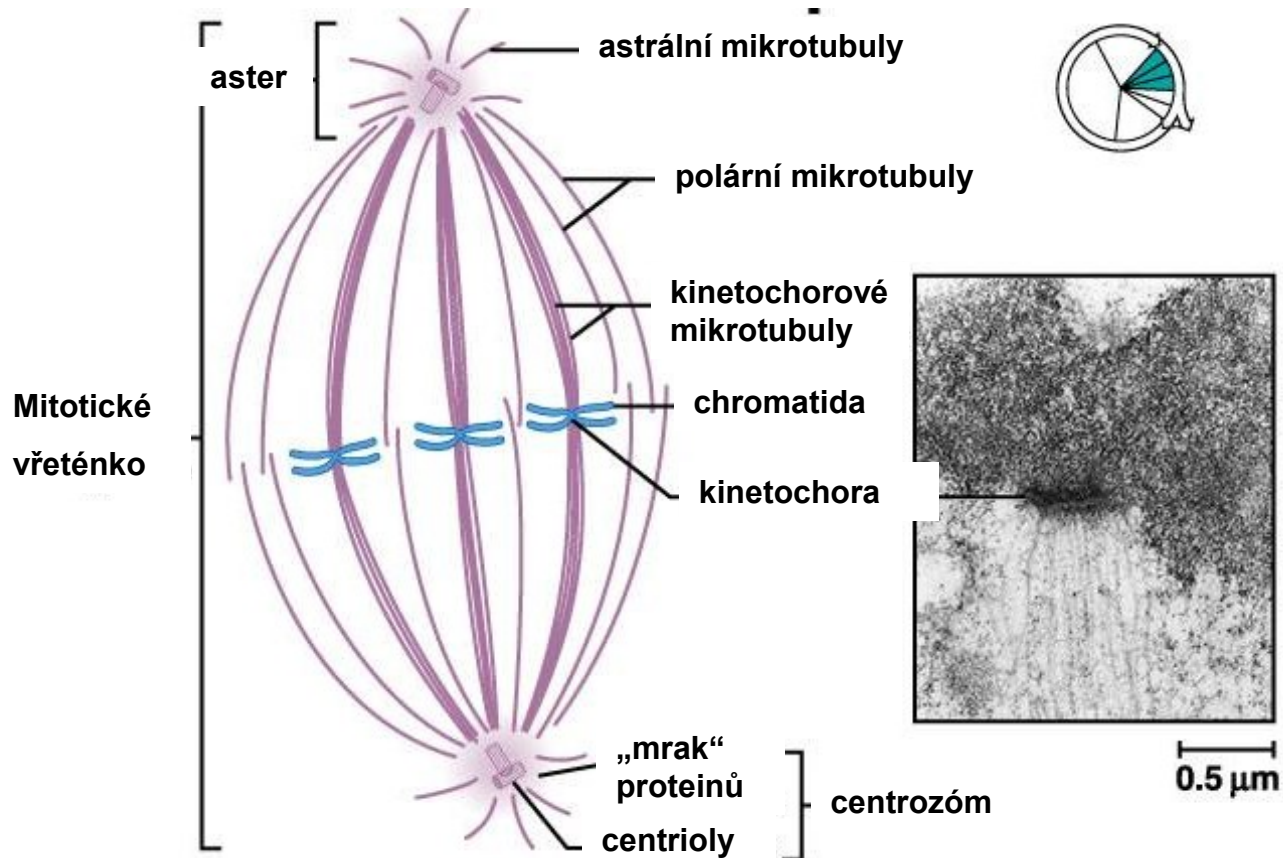 astrální mikrotubuly
aster
polární mikrotubuly
kinetochorové
mikrotubuly
chromatida
Mitotické
vřeténko
kinetochora
„mrak“
proteinů
0.5 µm
centrozóm
centrioly